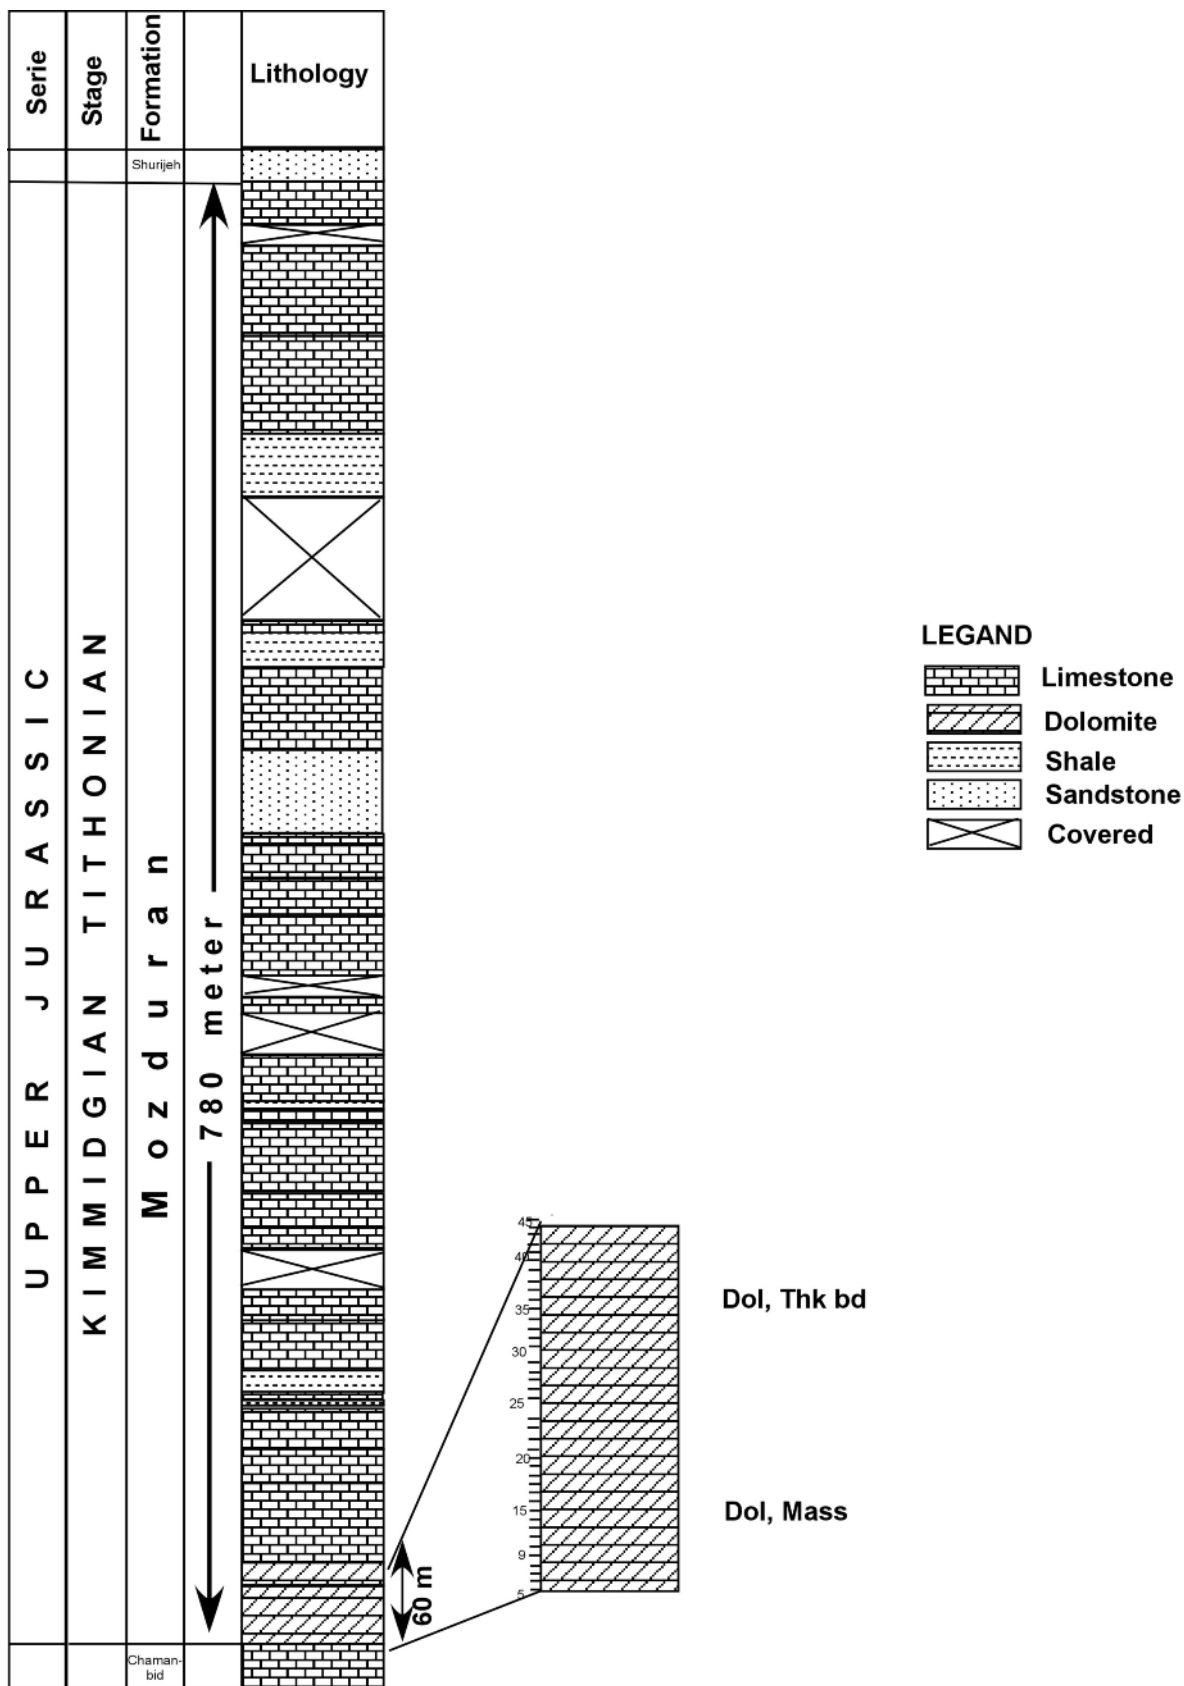 Serie
Stage
Formation
Lithology
Shurijeh
UPPER JURASSIC
KIMMIDGIAN TITHONIAN
Mozduran
780 meter
Chaman-
bid
60 m
45
40
35
30
25
20
15
9
5
Dol, Thk bd
Dol, Mass
LEGAND
Limestone
Dolomite
Shale
Sandstone
Covered